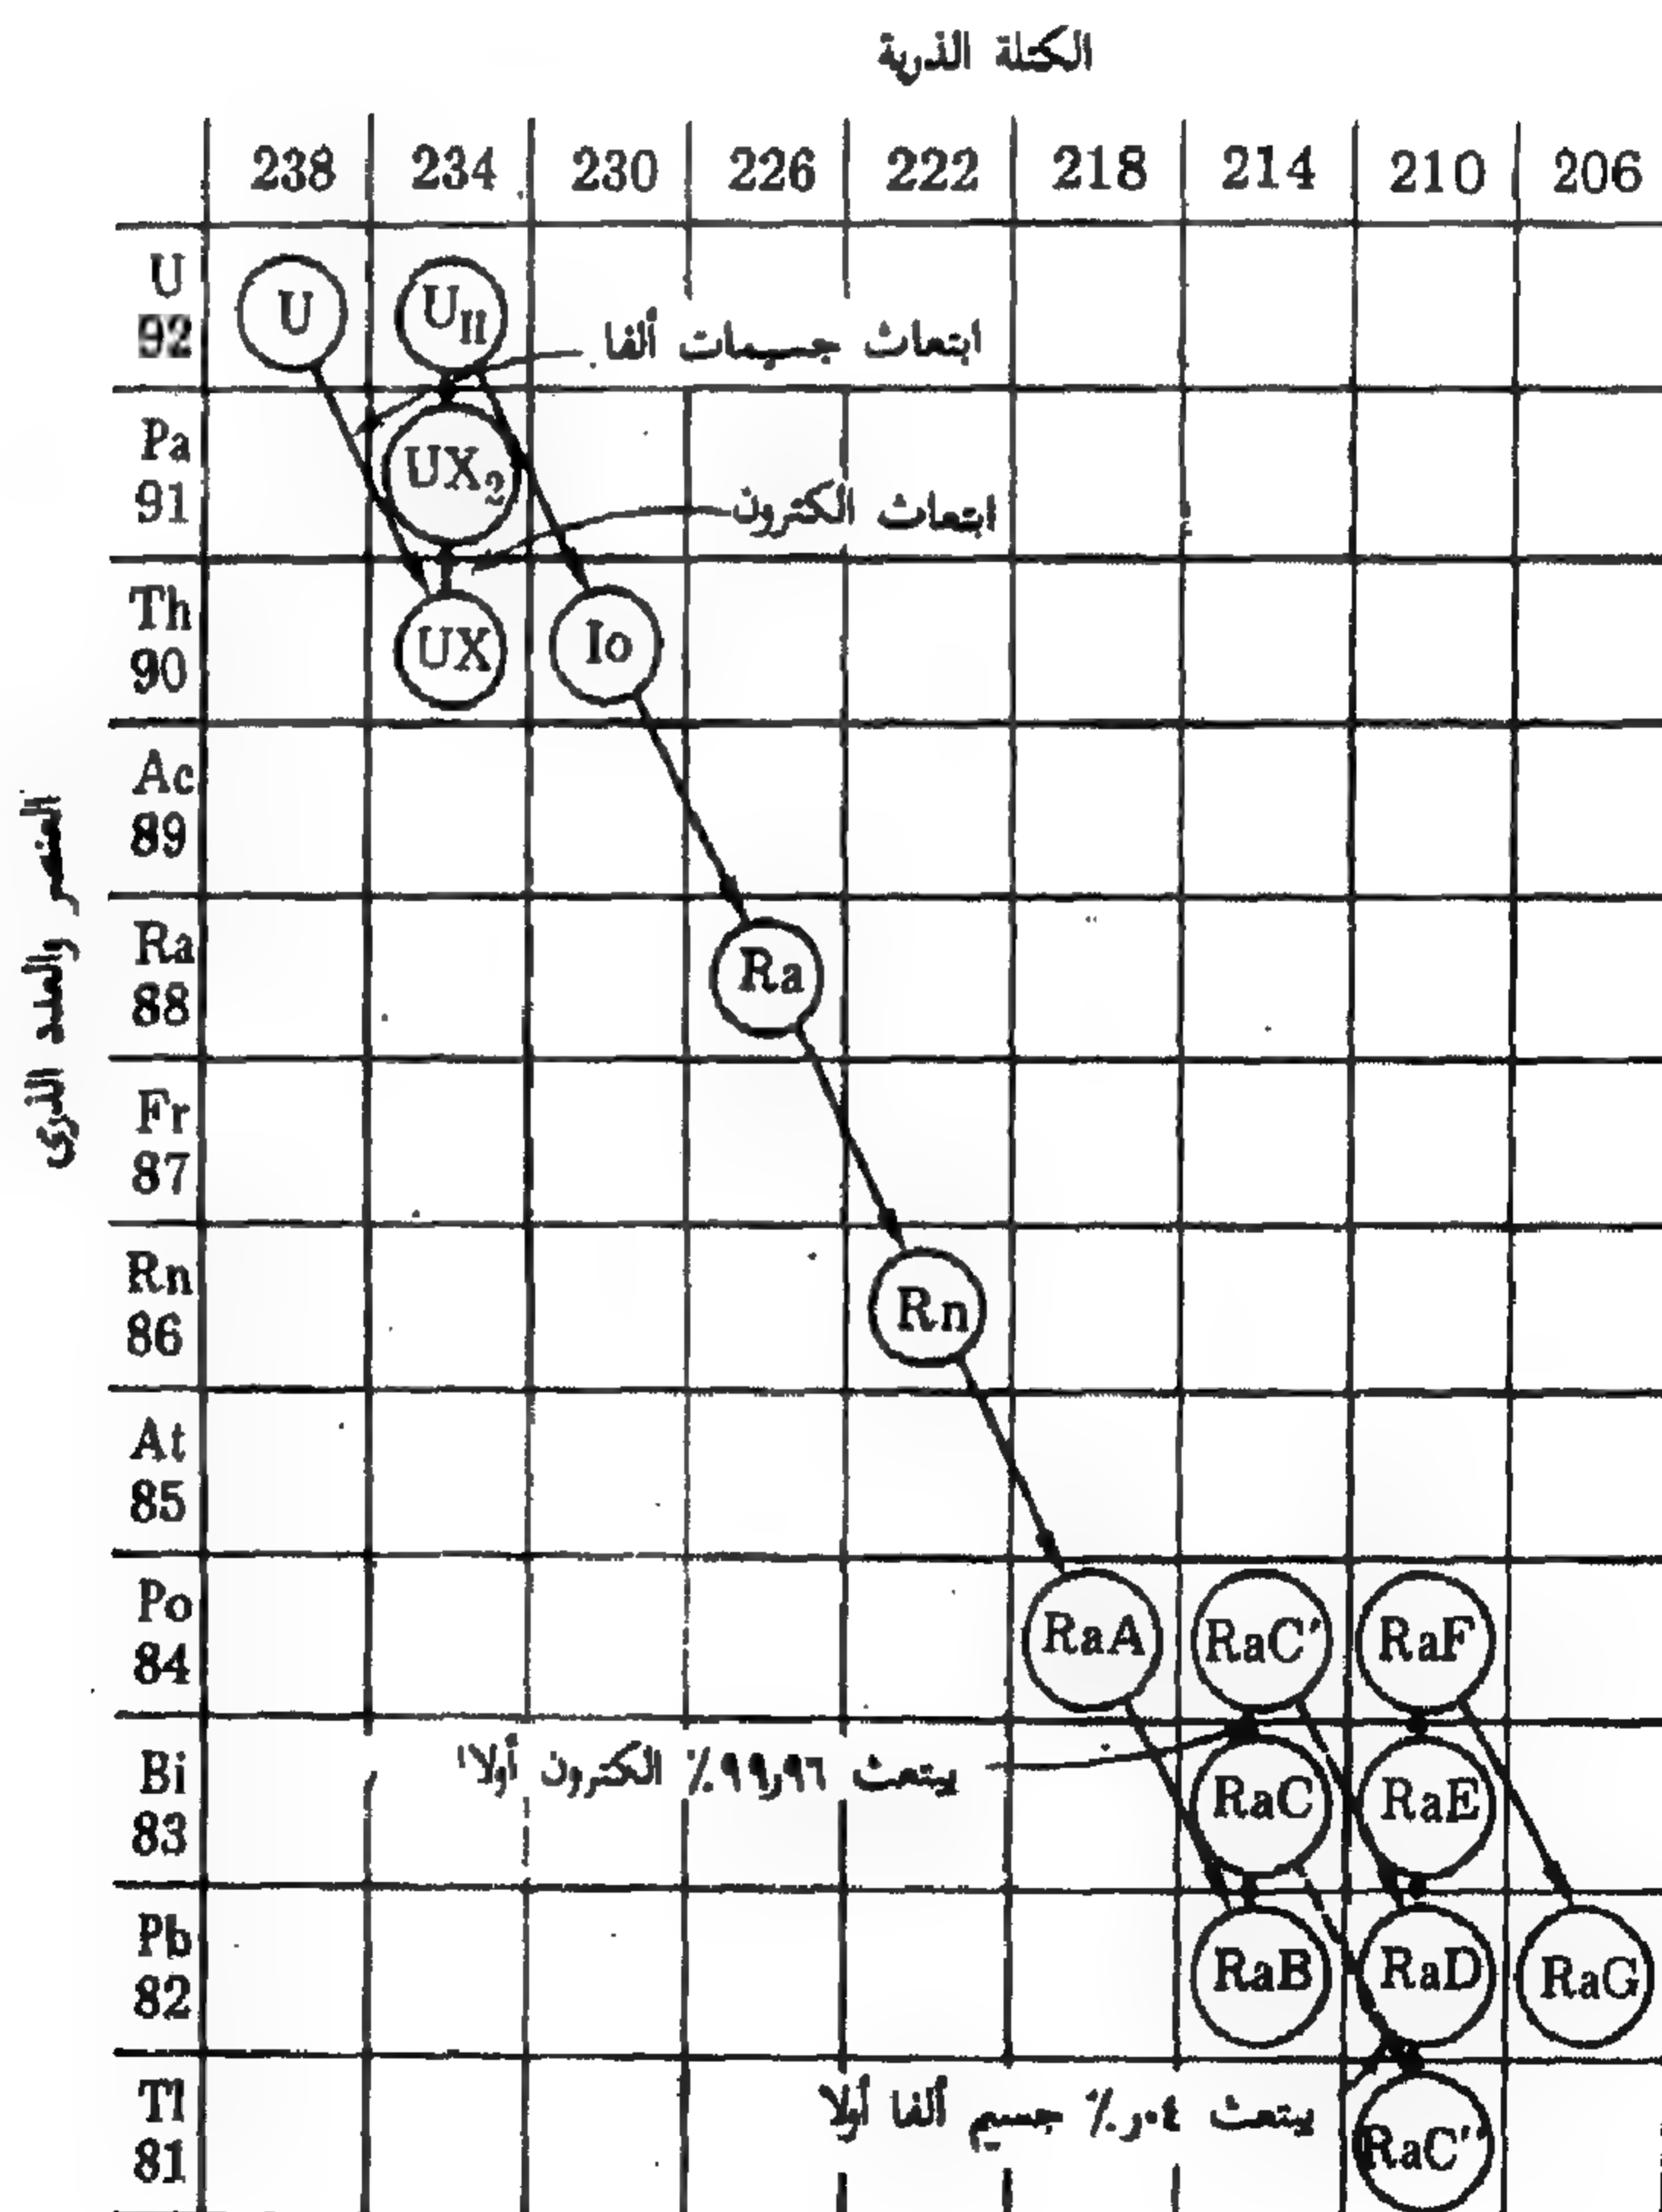 الكتلة الذرية
238 234 230 226 222 218 214 210 206
العنصر والعدد الذري
U
92
U U_II
ابتعاث جسيمات ألفا
Pa
91
UX₂
ابتعاث الكترون
Th
90
UX Io
Ac
89
Ra
88
Ra
Fr
87
Rn
86
Rn
At
85
Po
84
RaA RaC' RaF
Bi
83
يبتعث ٩٩٫٩٦٪ الكترون أولا
RaC RaE
Pb
82
RaB RaD RaG
Tl
81
يبتعث ٠٤ر٪ جسيم ألفا أولا
RaC''